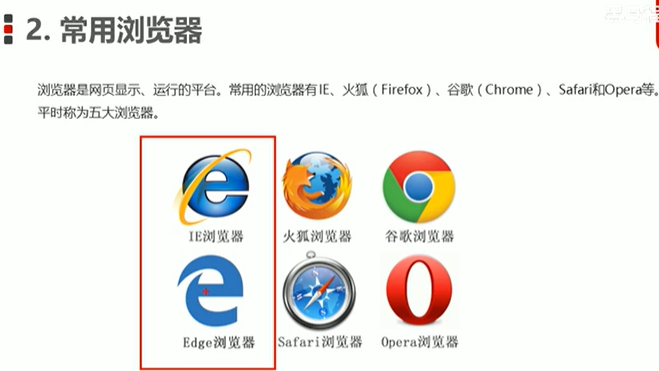 2. 常用浏览器
浏览器是网页显示、运行的平台。常用的浏览器有IE、火狐（Firefox）、谷歌（Chrome）、Safari和Opera等。
平时称为五大浏览器。
IE浏览器 火狐浏览器 谷歌浏览器
Edge浏览器 Safari浏览器 Opera浏览器